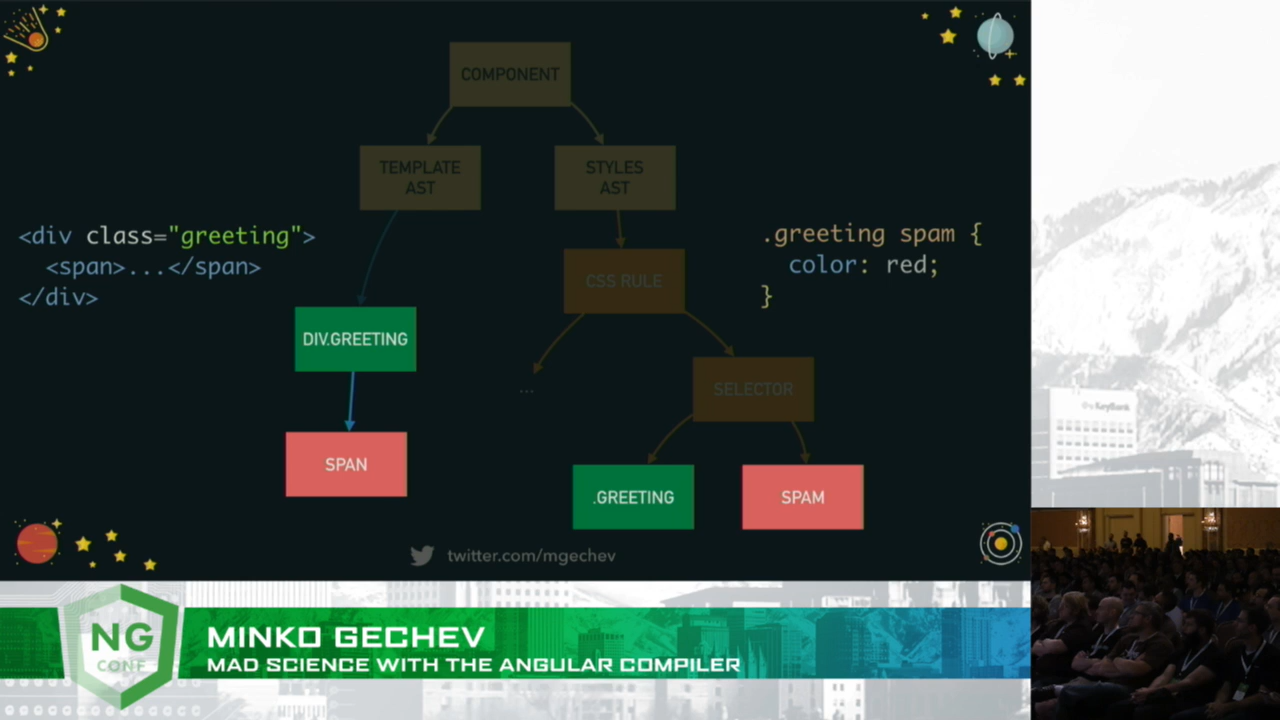 COMPONENT
TEMPLATE
AST
STYLES
AST
<div class="greeting">
<span>...</span>
</div>
.greeting spam {
color: red;
}
CSS RULE
DIV.GREETING
...
SELECTOR
SPAN
.GREETING
SPAM
twitter.com/mgechev
KeyBank
NG
CONF
MINKO GECHEV
MAD SCIENCE WITH THE ANGULAR COMPILER